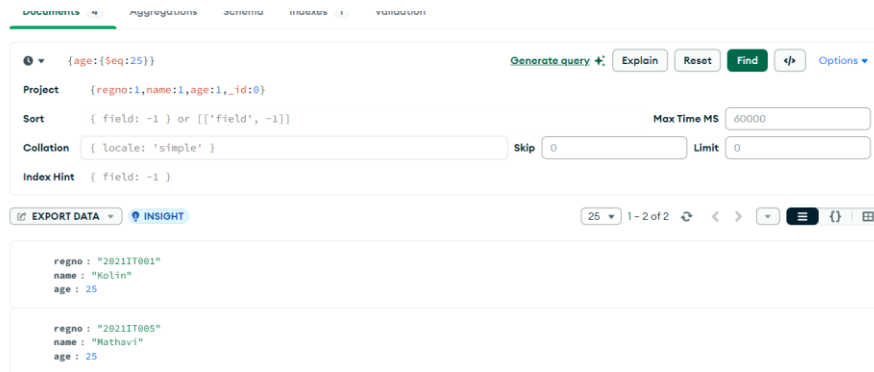 Documents 4 Aggregations Schema Indexes 1 Validation
{age:{$eq:25}} Generate query Explain Reset Find </> Options
Project {regno:1,name:1,age:1,_id:0}
Sort { field: -1 } or [['field', -1]] Max Time MS 60000
Collation { locale: 'simple' } Skip 0 Limit 0
Index Hint { field: -1 }
EXPORT DATA INSIGHT 25 1 – 2 of 2 {}
regno : "2021IT001"
name : "Kolin"
age : 25
regno : "2021IT005"
name : "Mathavi"
age : 25